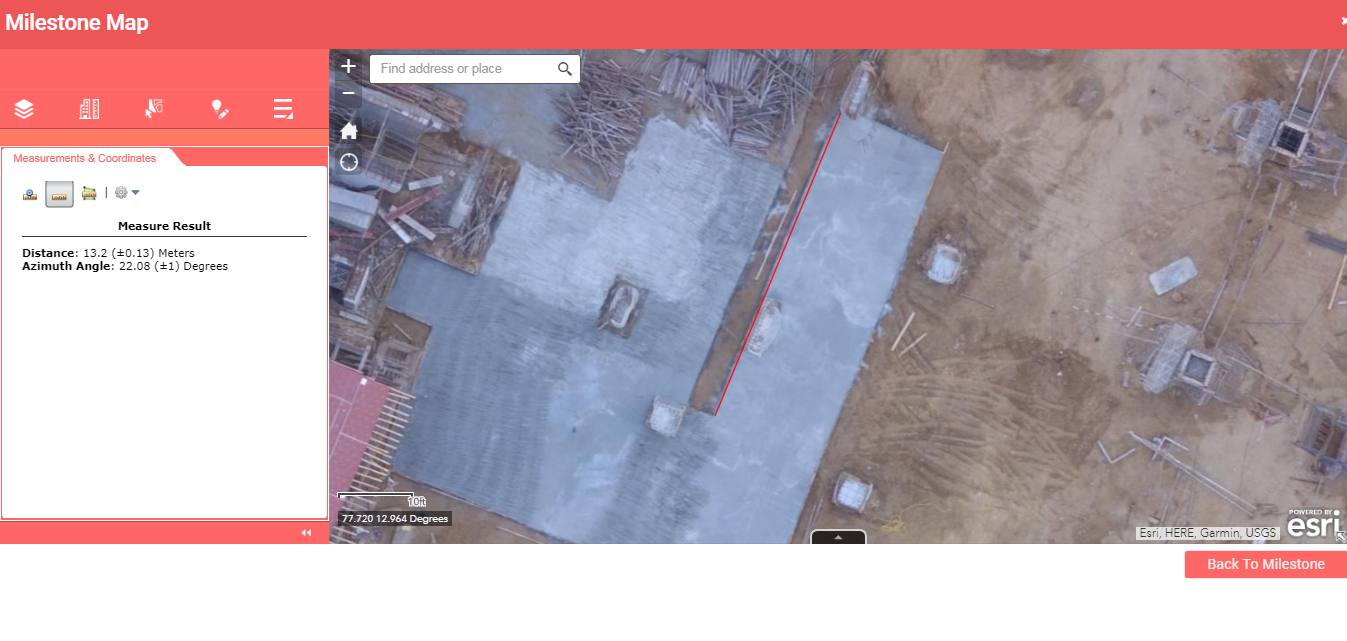 Milestone Map
Find address or place
Measurements & Coordinates
Measure Result
Distance: 13.2 (±0.13) Meters
Azimuth Angle: 22.08 (±1) Degrees
10ft
77.720 12.964 Degrees
Esri, HERE, Garmin, USGS
POWERED BY
esri
Back To Milestone